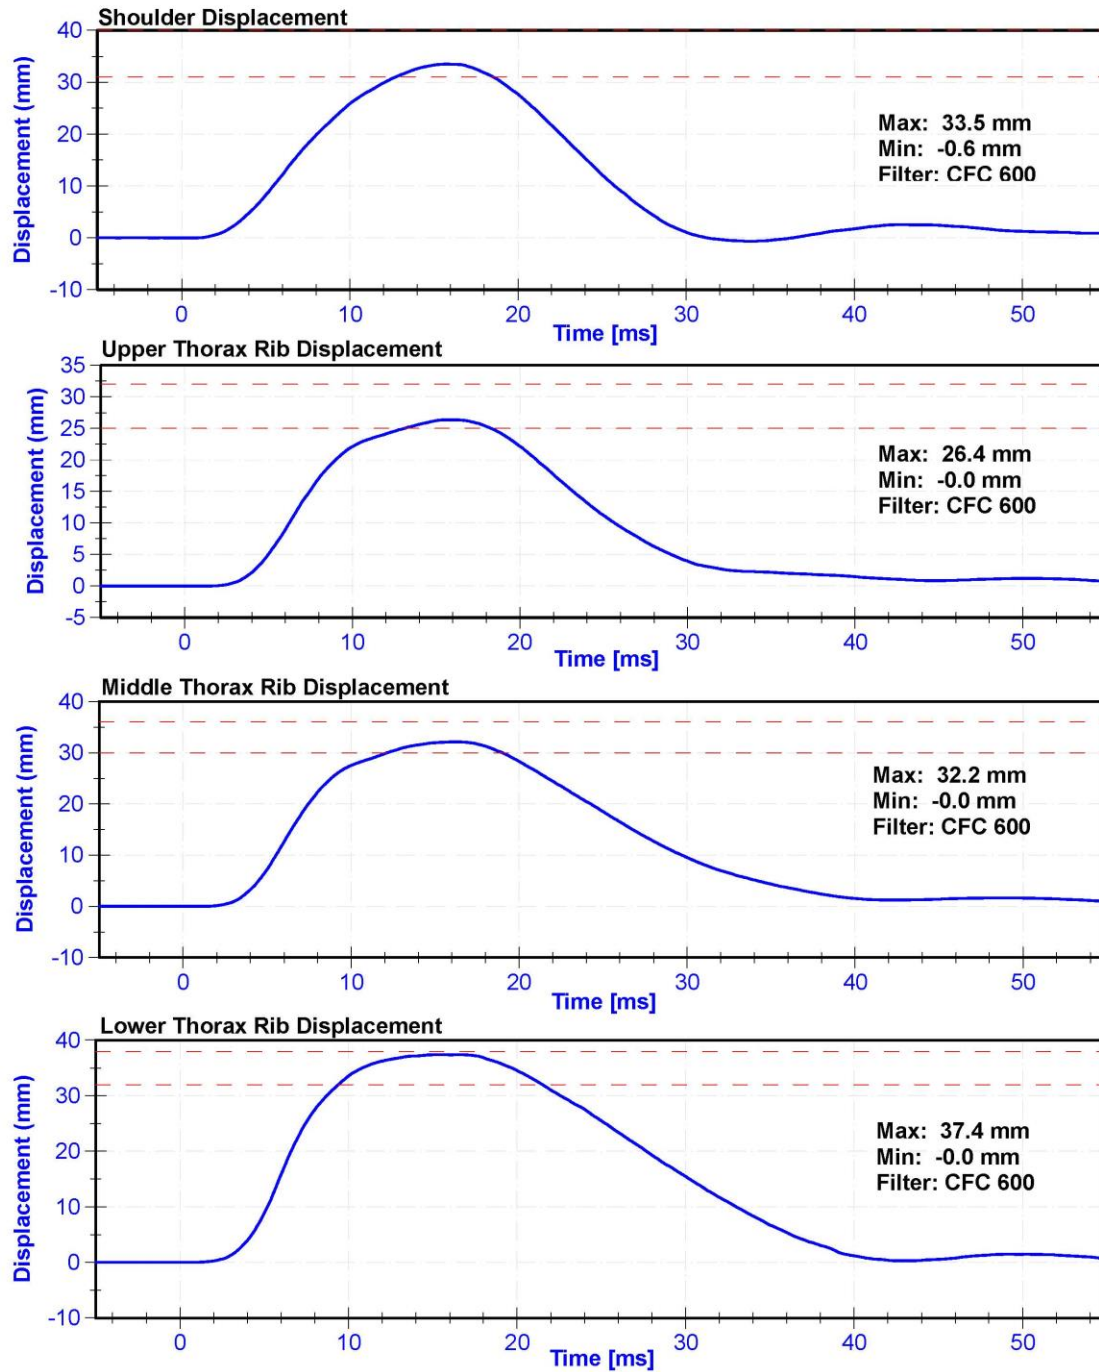 Shoulder Displacement
40
30
20
10
0
-10
Displacement (mm)
Max: 33.5 mm
Min: -0.6 mm
Filter: CFC 600
0 10 20 30 40 50
Time [ms]
Upper Thorax Rib Displacement
35
30
25
20
15
10
5
0
-5
Displacement (mm)
Max: 26.4 mm
Min: -0.0 mm
Filter: CFC 600
0 10 20 30 40 50
Time [ms]
Middle Thorax Rib Displacement
40
30
20
10
0
-10
Displacement (mm)
Max: 32.2 mm
Min: -0.0 mm
Filter: CFC 600
0 10 20 30 40 50
Time [ms]
Lower Thorax Rib Displacement
40
30
20
10
0
-10
Displacement (mm)
Max: 37.4 mm
Min: -0.0 mm
Filter: CFC 600
0 10 20 30 40 50
Time [ms]